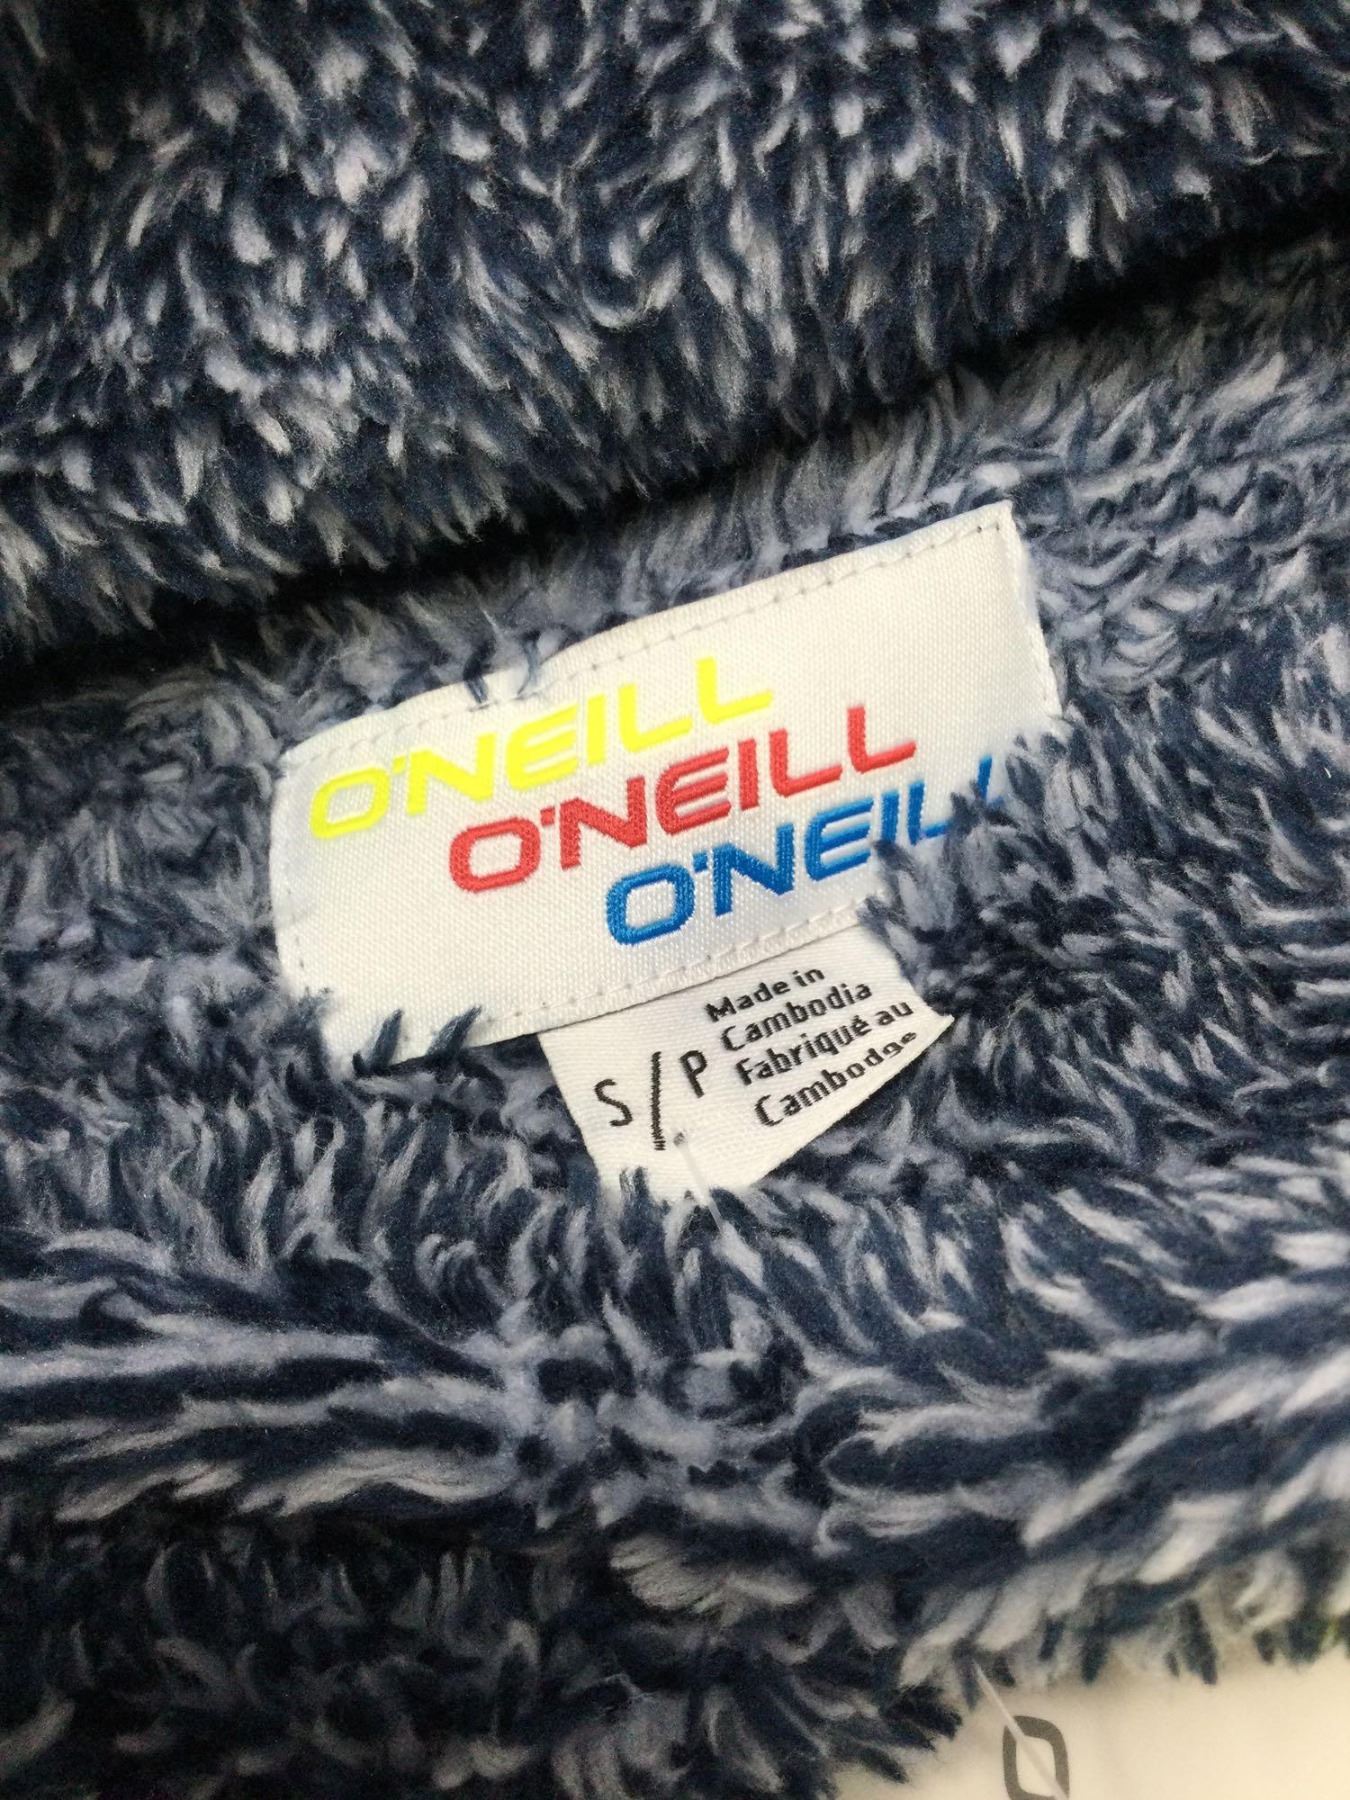 O'NEILL
O'NEILL
O'NEILL
S/P
Made in
Cambodia
Fabriqué au
Cambodge
O